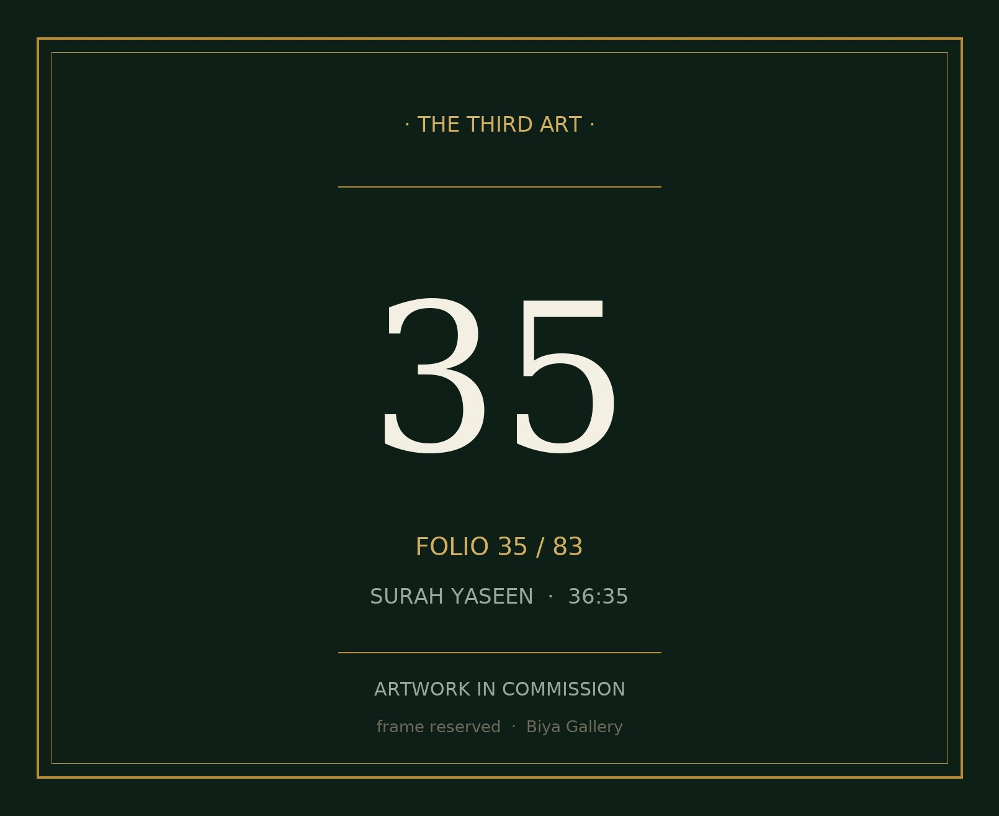 · THE THIRD ART ·
35
FOLIO 35 / 83
SURAH YASEEN · 36:35
ARTWORK IN COMMISSION
frame reserved · Biya Gallery